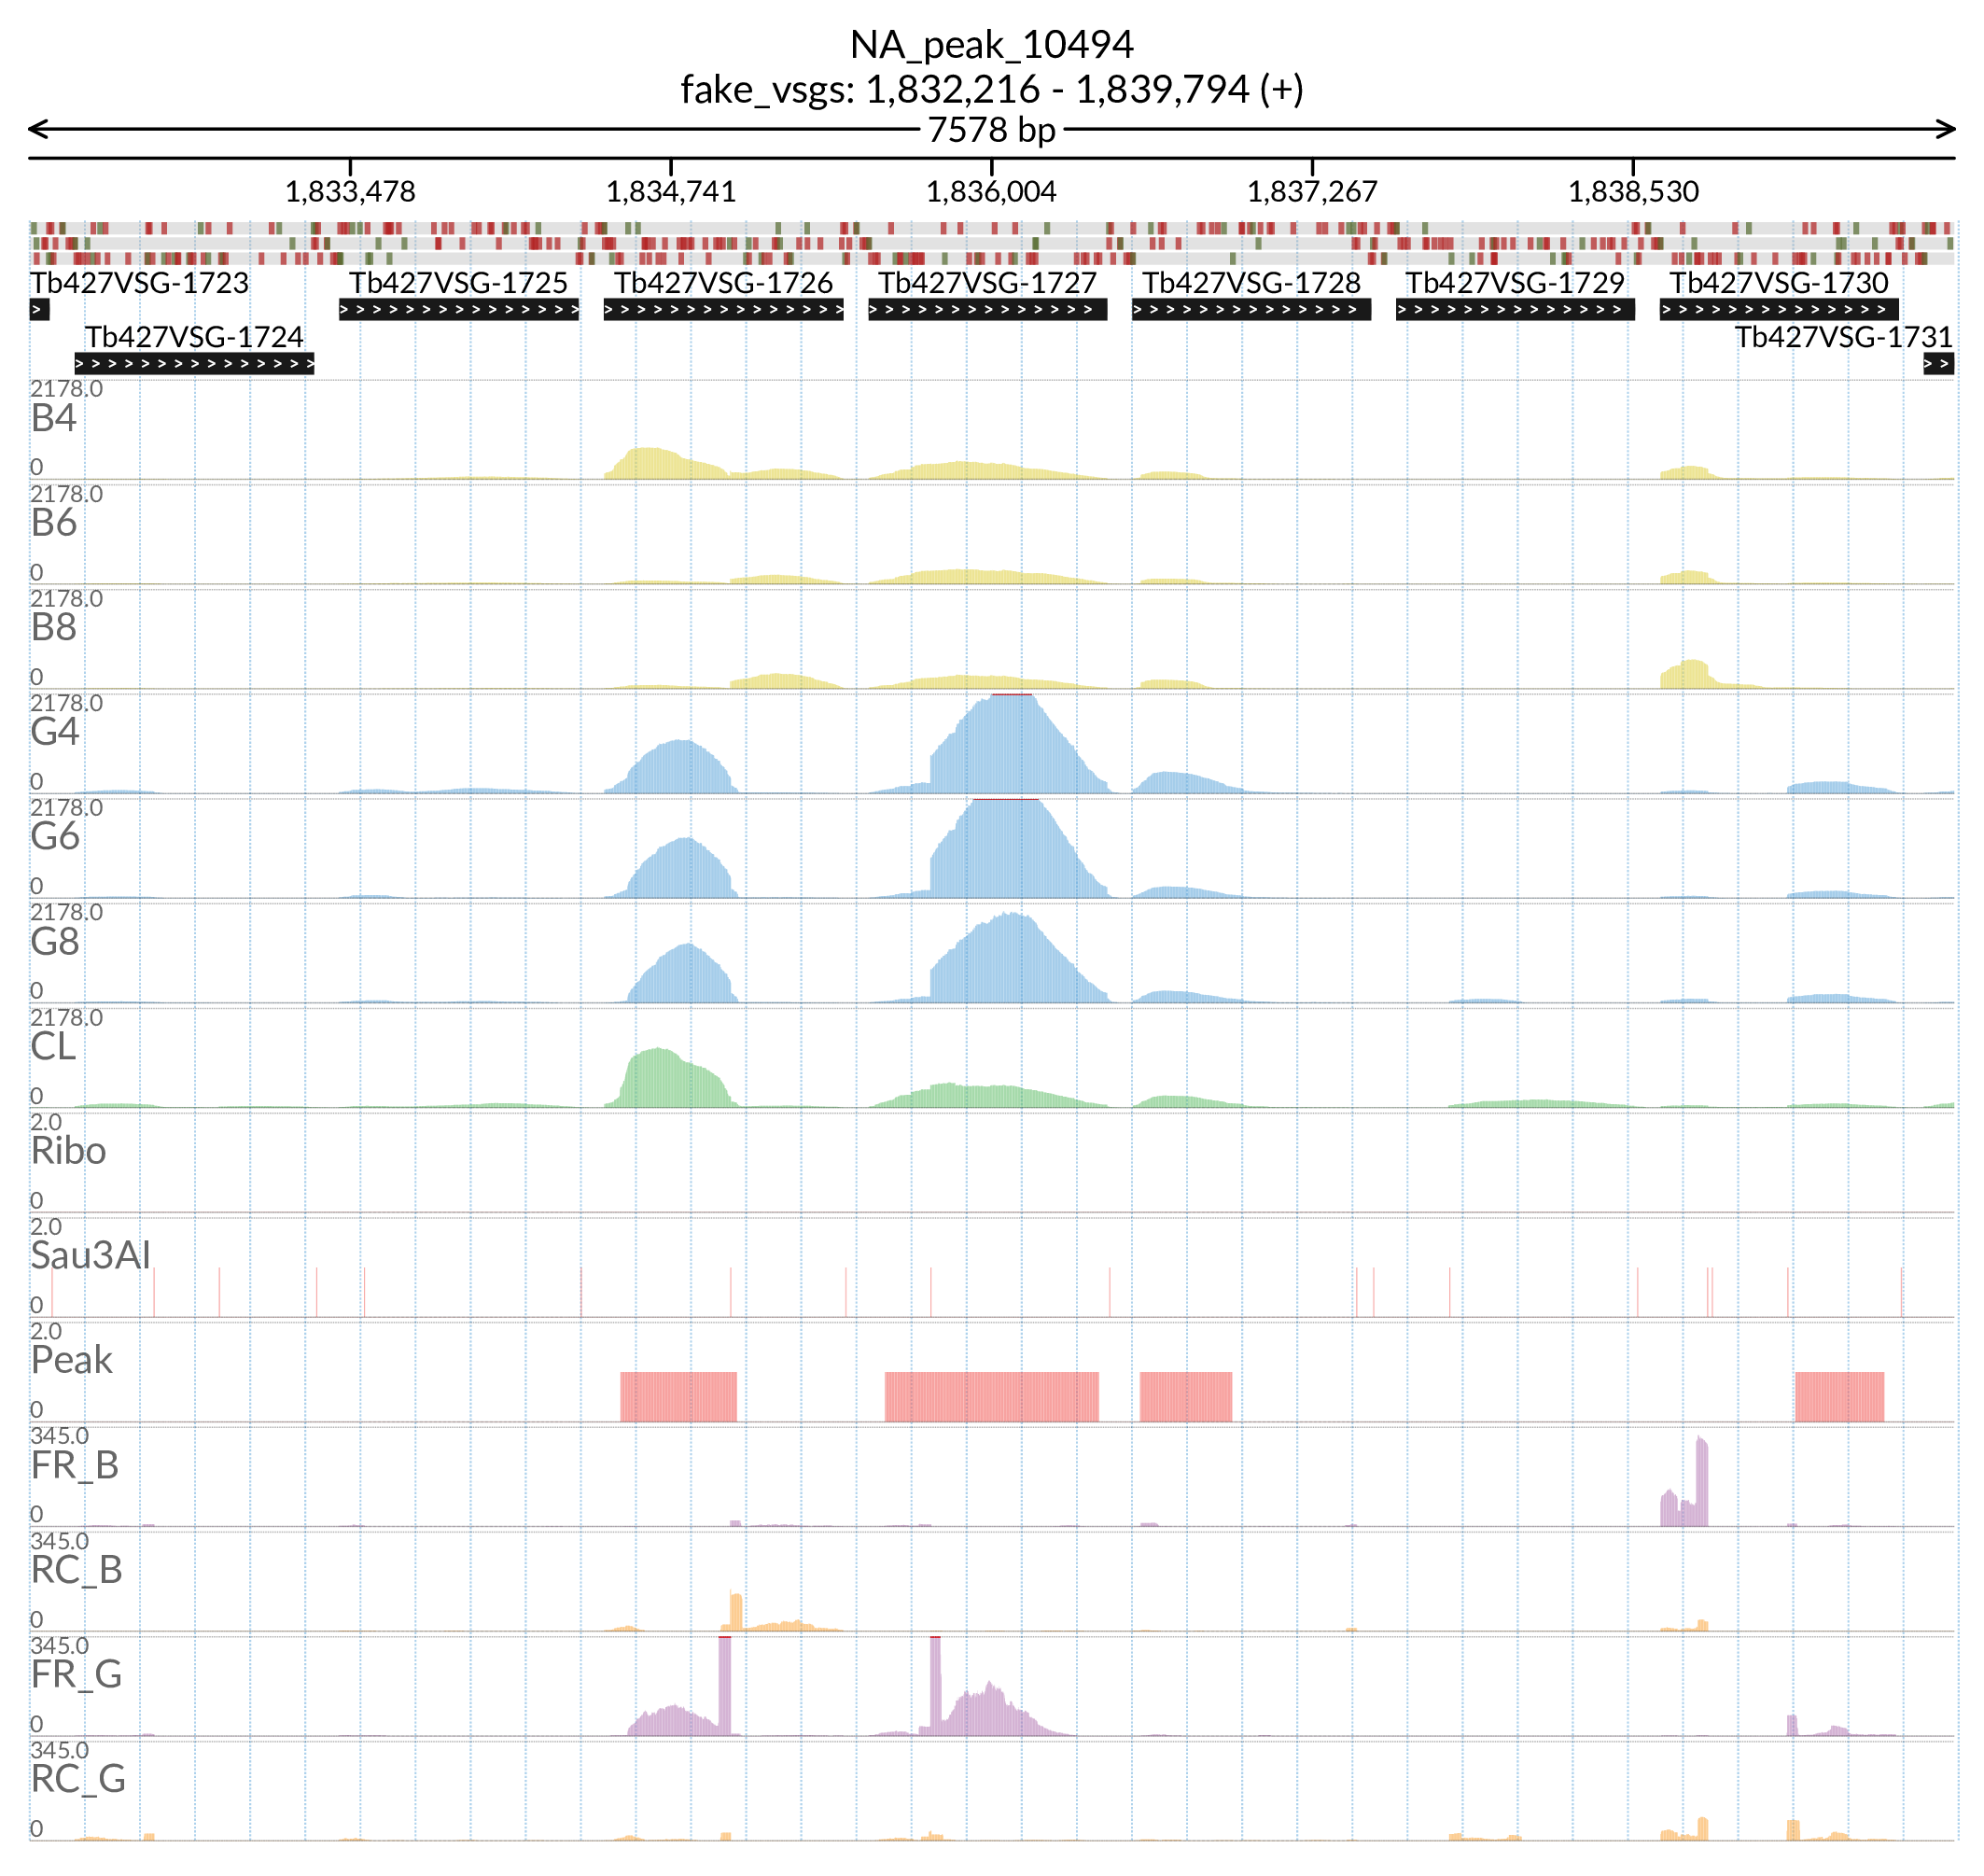 NA_peak_10494
fake_vsgs: 1,832,216 - 1,839,794 (+)
7578 bp
1,833,478 1,834,741 1,836,004 1,837,267 1,838,530
Tb427VSG-1723 Tb427VSG-1725 Tb427VSG-1726 Tb427VSG-1727 Tb427VSG-1728 Tb427VSG-1729 Tb427VSG-1730
Tb427VSG-1724 Tb427VSG-1731
2178.0
B4
0
2178.0
B6
0
2178.0
B8
0
2178.0
G4
0
2178.0
G6
0
2178.0
G8
0
2178.0
CL
0
2.0
Ribo
0
2.0
Sau3AI
0
2.0
Peak
0
345.0
FR_B
0
345.0
RC_B
0
345.0
FR_G
0
345.0
RC_G
0